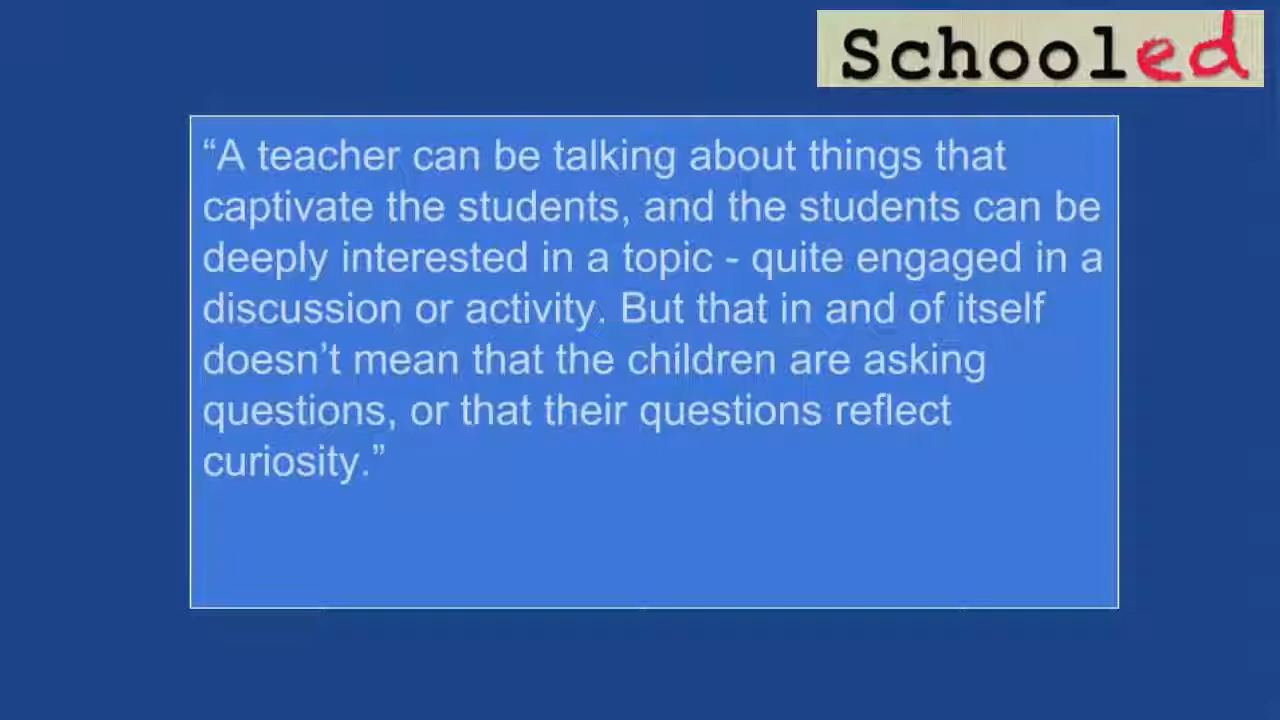 Schooled
“A teacher can be talking about things that
captivate the students, and the students can be
deeply interested in a topic - quite engaged in a
discussion or activity. But that in and of itself
doesn’t mean that the children are asking
questions, or that their questions reflect
curiosity.”